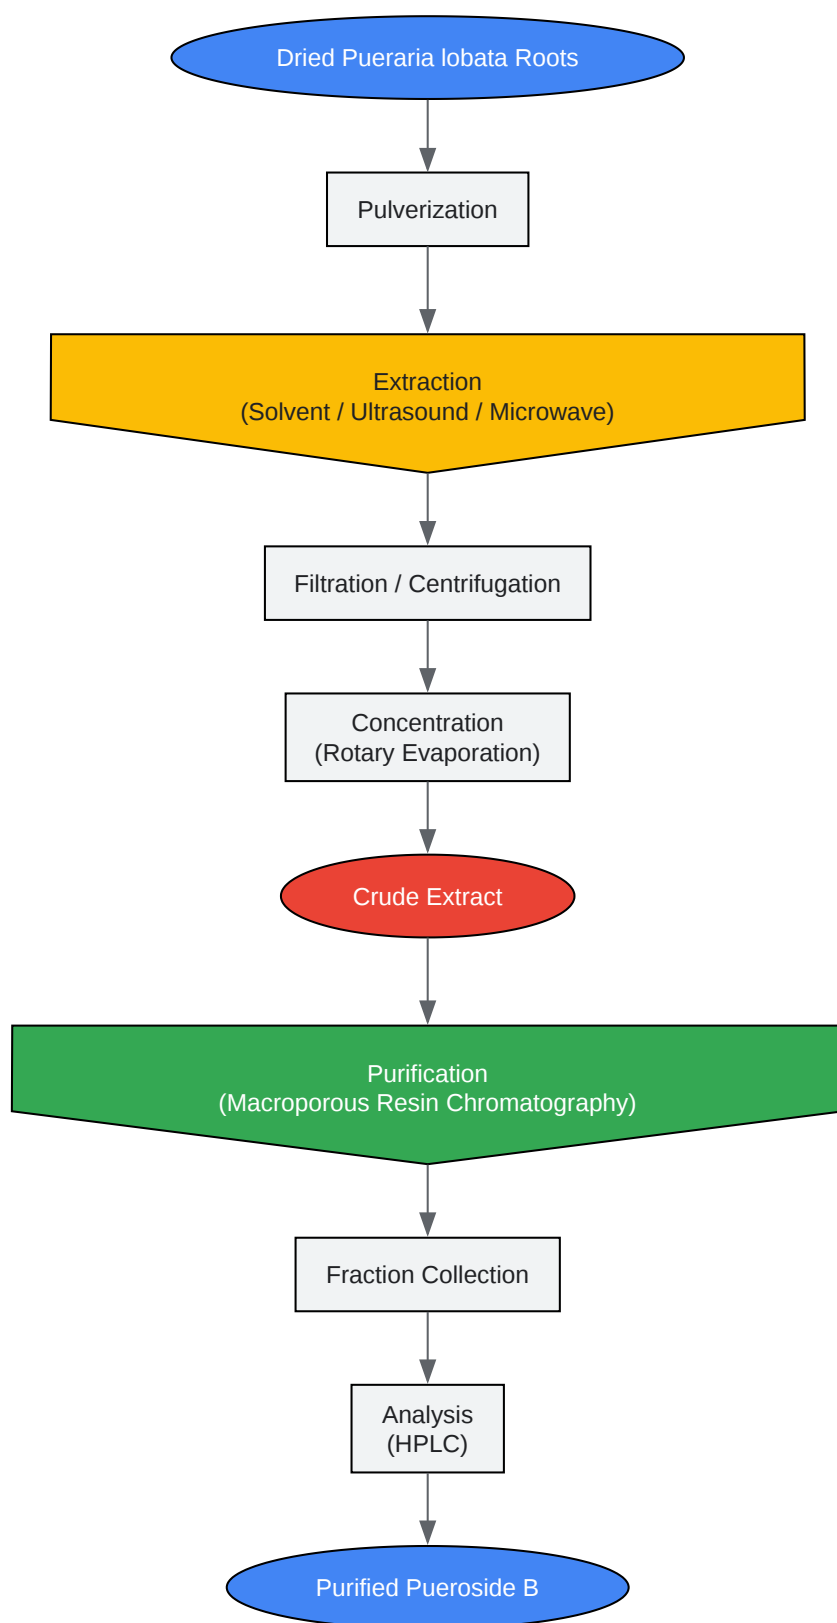 Dried Pueraria lobata Roots
Pulverization
Extraction
(Solvent / Ultrasound / Microwave)
Filtration / Centrifugation
Concentration
(Rotary Evaporation)
Crude Extract
Purification
(Macroporous Resin Chromatography)
Fraction Collection
Analysis
(HPLC)
Purified Pueroside B